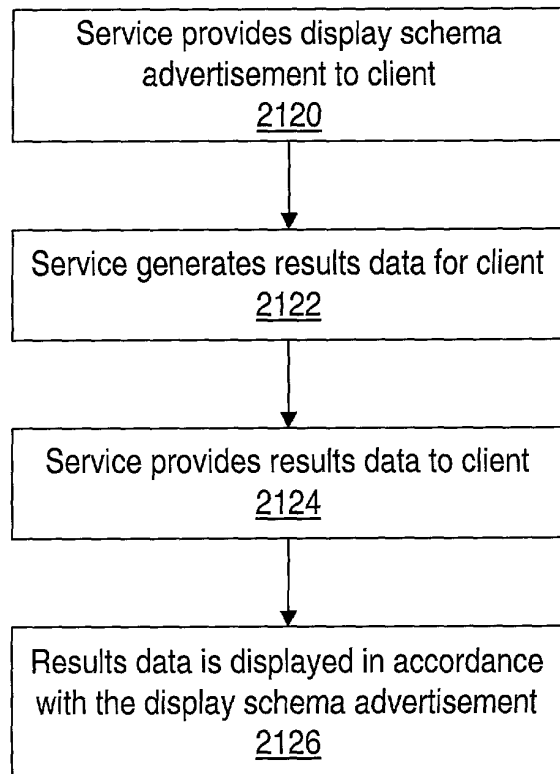 Service provides display schema
advertisement to client
2120
Service generates results data for client
2122
Service provides results data to client
2124
Results data is displayed in accordance
with the display schema advertisement
2126